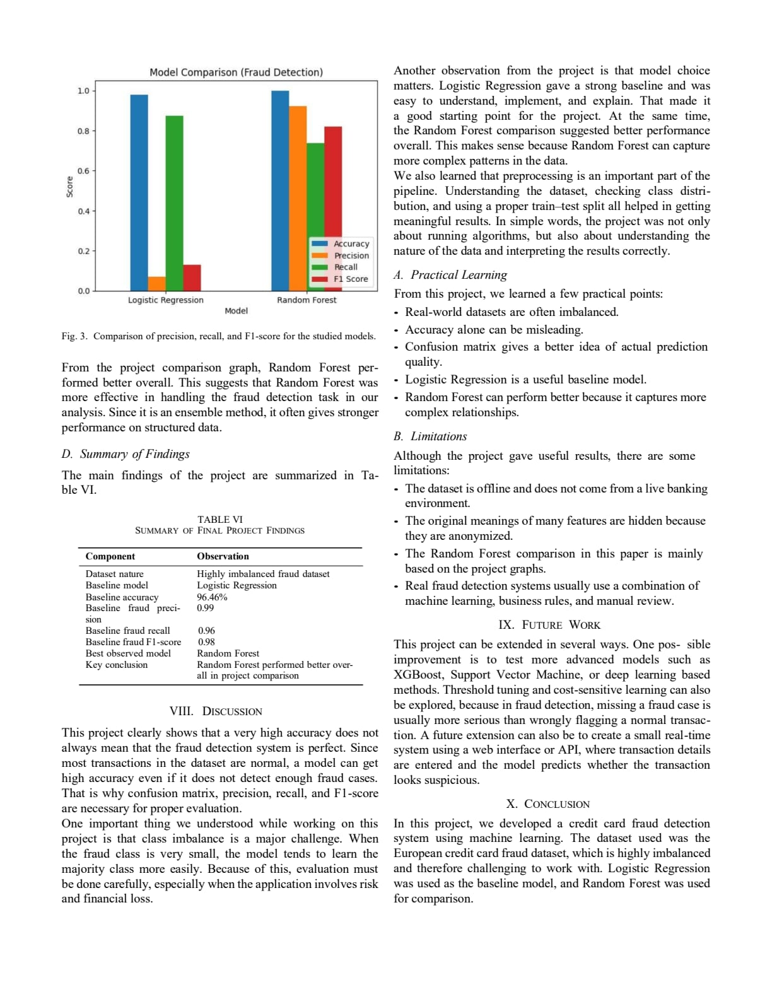 Model Comparison (Fraud Detection)
1.0
0.8
0.6
0.4
0.2
0.0
Score
Accuracy
Precision
Recall
F1 Score
Logistic Regression
Random Forest
Model
Fig. 3. Comparison of precision, recall, and F1-score for the studied models.
From the project comparison graph, Random Forest per-
formed better overall. This suggests that Random Forest was
more effective in handling the fraud detection task in our
analysis. Since it is an ensemble method, it often gives stronger
performance on structured data.
D. Summary of Findings
The main findings of the project are summarized in Ta-
ble VI.
TABLE VI
SUMMARY OF FINAL PROJECT FINDINGS
Component Observation
Dataset nature Highly imbalanced fraud dataset
Baseline model Logistic Regression
Baseline accuracy 96.46%
Baseline fraud preci- 0.99
sion
Baseline fraud recall 0.96
Baseline fraud F1-score 0.98
Best observed model Random Forest
Key conclusion Random Forest performed better over-
all in project comparison
VIII. DISCUSSION
This project clearly shows that a very high accuracy does not
always mean that the fraud detection system is perfect. Since
most transactions in the dataset are normal, a model can get
high accuracy even if it does not detect enough fraud cases.
That is why confusion matrix, precision, recall, and F1-score
are necessary for proper evaluation.
One important thing we understood while working on this
project is that class imbalance is a major challenge. When
the fraud class is very small, the model tends to learn the
majority class more easily. Because of this, evaluation must
be done carefully, especially when the application involves risk
and financial loss.
Another observation from the project is that model choice
matters. Logistic Regression gave a strong baseline and was
easy to understand, implement, and explain. That made it
a good starting point for the project. At the same time,
the Random Forest comparison suggested better performance
overall. This makes sense because Random Forest can capture
more complex patterns in the data.
We also learned that preprocessing is an important part of the
pipeline. Understanding the dataset, checking class distri-
bution, and using a proper train–test split all helped in getting
meaningful results. In simple words, the project was not only
about running algorithms, but also about understanding the
nature of the data and interpreting the results correctly.
A. Practical Learning
From this project, we learned a few practical points:
• Real-world datasets are often imbalanced.
• Accuracy alone can be misleading.
• Confusion matrix gives a better idea of actual prediction
quality.
• Logistic Regression is a useful baseline model.
• Random Forest can perform better because it captures more
complex relationships.
B. Limitations
Although the project gave useful results, there are some
limitations:
• The dataset is offline and does not come from a live banking
environment.
• The original meanings of many features are hidden because
they are anonymized.
• The Random Forest comparison in this paper is mainly
based on the project graphs.
• Real fraud detection systems usually use a combination of
machine learning, business rules, and manual review.
IX. FUTURE WORK
This project can be extended in several ways. One pos- sible
improvement is to test more advanced models such as
XGBoost, Support Vector Machine, or deep learning based
methods. Threshold tuning and cost-sensitive learning can also
be explored, because in fraud detection, missing a fraud case is
usually more serious than wrongly flagging a normal transac-
tion. A future extension can also be to create a small real-time
system using a web interface or API, where transaction details
are entered and the model predicts whether the transaction
looks suspicious.
X. CONCLUSION
In this project, we developed a credit card fraud detection
system using machine learning. The dataset used was the
European credit card fraud dataset, which is highly imbalanced
and therefore challenging to work with. Logistic Regression
was used as the baseline model, and Random Forest was used
for comparison.